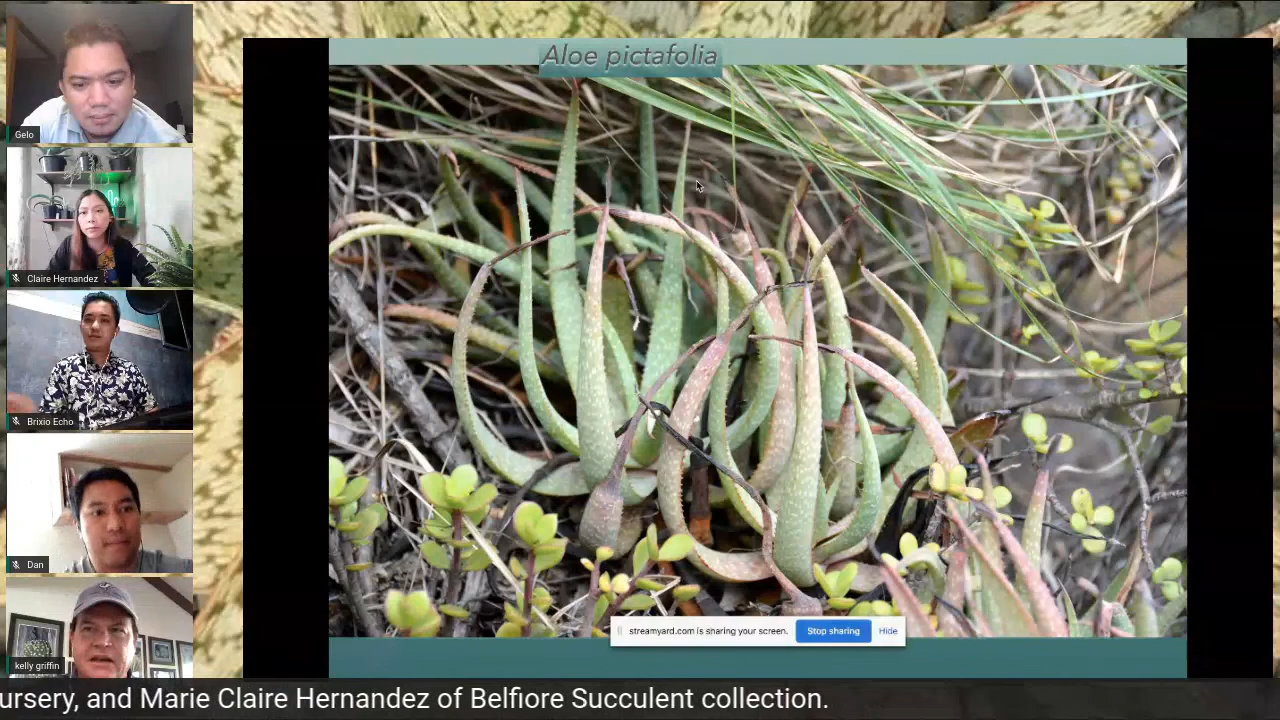 Aloe pictafolia
Gelo
Claire Hernandez
Brixio Echo
Dan
kelly griffin
streamyard.com is sharing your screen. Stop sharing Hide
ursery, and Marie Claire Hernandez of Belfiore Succulent collection.